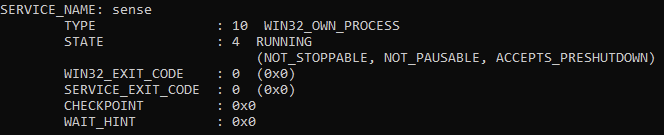 SERVICE_NAME: sense
        TYPE               : 10  WIN32_OWN_PROCESS
        STATE              : 4  RUNNING
                                (NOT_STOPPABLE, NOT_PAUSABLE, ACCEPTS_PRESHUTDOWN)
        WIN32_EXIT_CODE    : 0  (0x0)
        SERVICE_EXIT_CODE  : 0  (0x0)
        CHECKPOINT         : 0x0
        WAIT_HINT          : 0x0